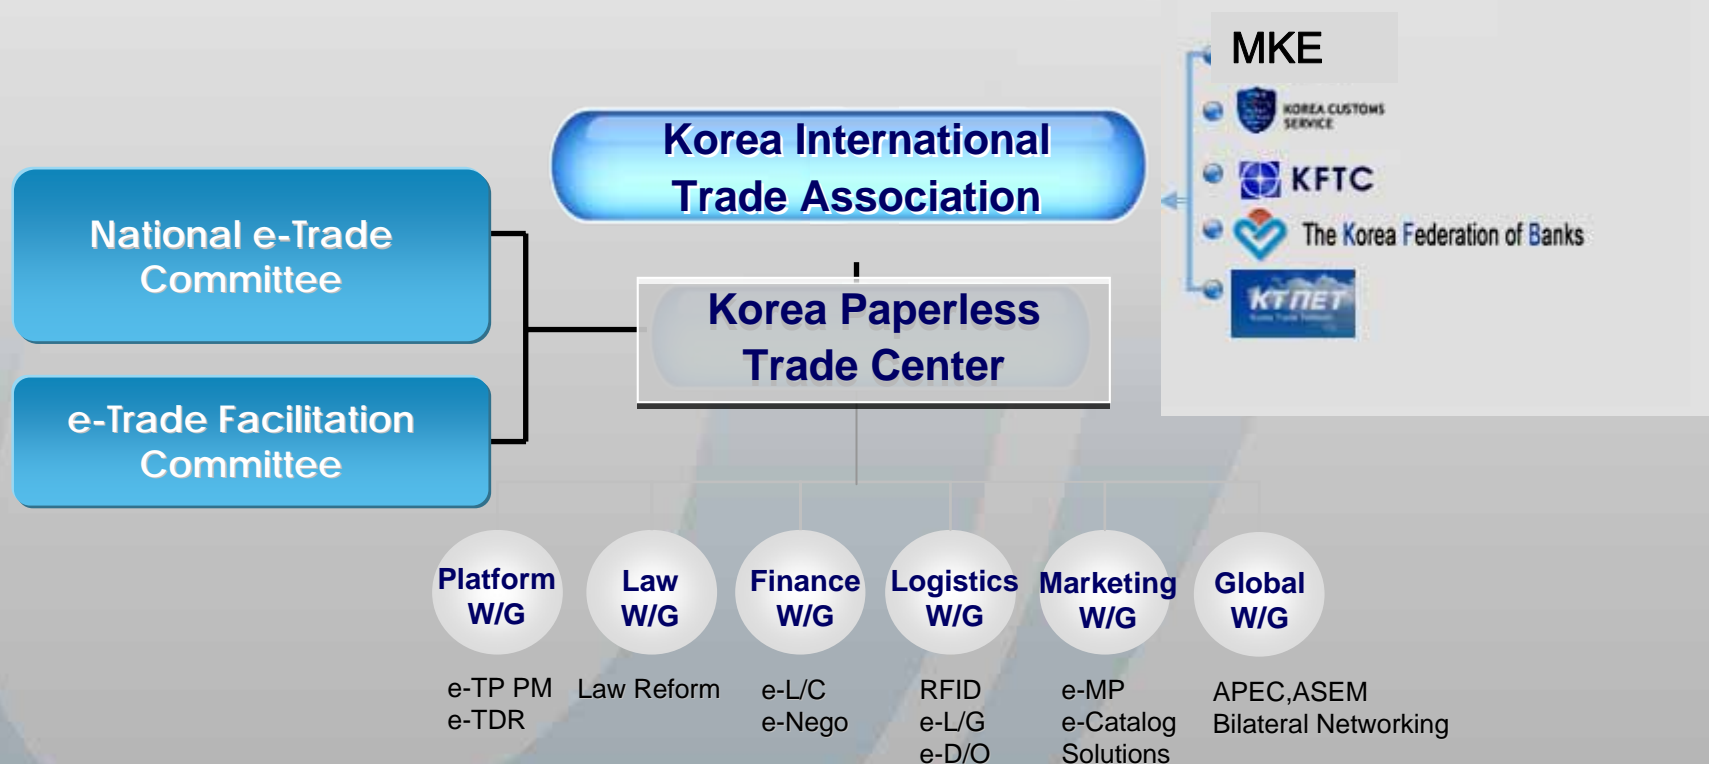 MKE
KOREA CUSTOMS
SERVICE
KFTC
The Korea Federation of Banks
KTNET
Korea International
Trade Association
National e-Trade
Committee
Korea Paperless
Trade Center
e-Trade Facilitation
Committee
Platform
W/G
Law
W/G
Finance
W/G
Logistics
W/G
Marketing
W/G
Global
W/G
e-TP PM
e-TDR
Law Reform
e-L/C
e-Nego
RFID
e-L/G
e-D/O
e-MP
e-Catalog
Solutions
APEC,ASEM
Bilateral Networking